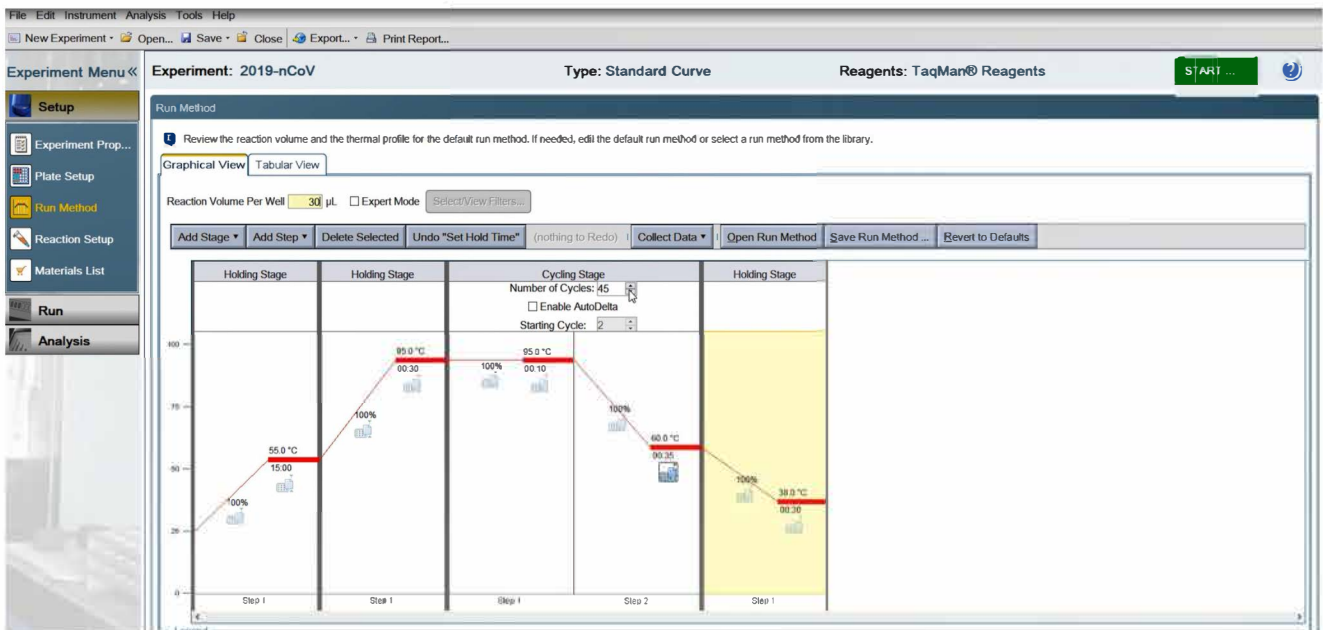 File Edit Instrument Analysis Tools Help
New Experiment Open... Save Close Export... Print Report...
Experiment Menu «
Experiment: 2019-nCoV Type: Standard Curve Reagents: TaqMan® Reagents START ...
Setup
Experiment Prop...
Plate Setup
Run Method
Reaction Setup
Materials List
Run
Analysis
Run Method
Review the reaction volume and the thermal profile for the default run method. If needed, edit the default run method or select a run method from the library.
Graphical View Tabular View
Reaction Volume Per Well 30 µL Expert Mode Select/View Filters...
Add Stage Add Step Delete Selected Undo "Set Hold Time" (nothing to Redo) Collect Data Open Run Method Save Run Method ... Revert to Defaults
Holding Stage Holding Stage Cycling Stage Holding Stage
Number of Cycles: 45
Enable AutoDelta
Starting Cycle: 2
100
95.0 °C 95.0 °C
00:30 100% 00:10
75
100% 100%
60.0 °C
00:35
55.0 °C
15:00
50
100% 38.0 °C
00:30
100%
25
0
Step 1 Step 1 Step 1 Step 2 Step 1